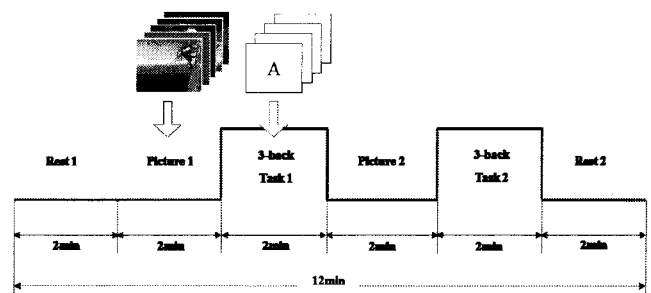 A
Rest 1
Picture 1
3-back
Task 1
Picture 2
3-back
Task 2
Rest 2
2min
2min
2min
2min
2min
2min
12min